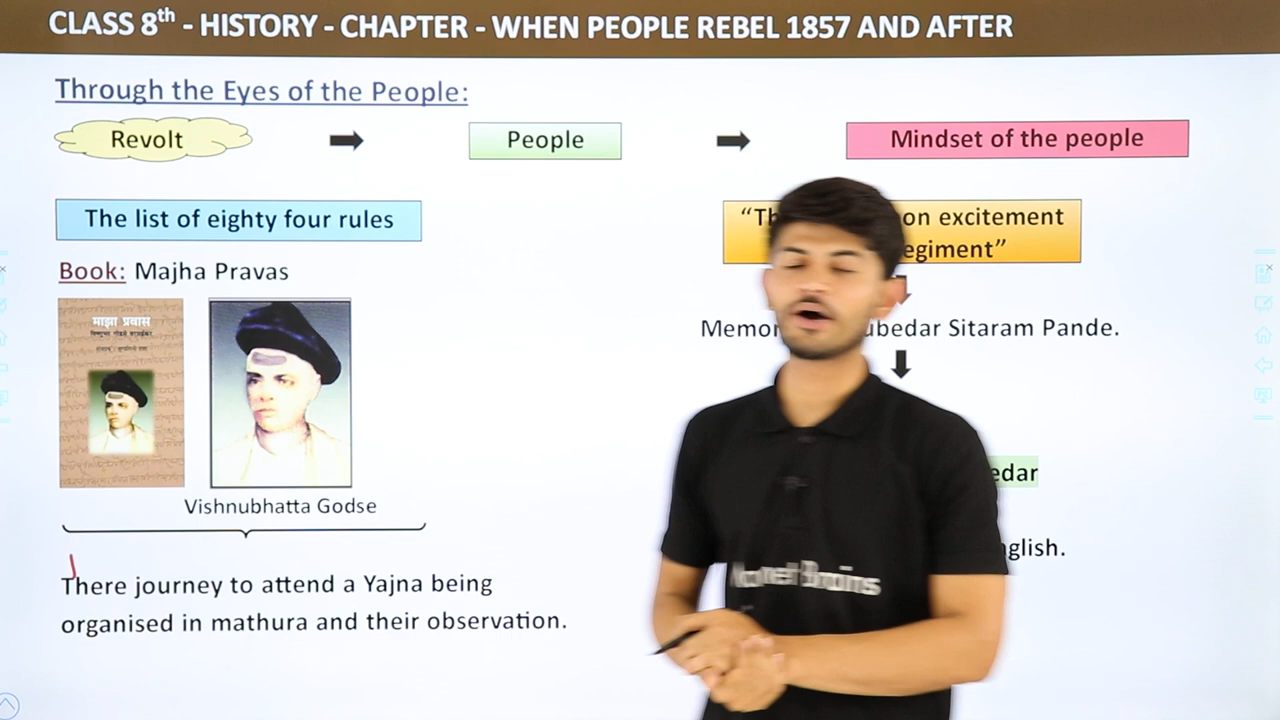 CLASS 8th - HISTORY - CHAPTER - WHEN PEOPLE REBEL 1857 AND AFTER
Through the Eyes of the People:
Revolt
People
Mindset of the people
The list of eighty four rules
Book: Majha Pravas
माझा प्रवास
Vishnubhatta Godse
There journey to attend a Yajna being
organised in mathura and their observation.
on excitement
egiment”
Memo ubedar Sitaram Pande.
edar
nglish.
Brains